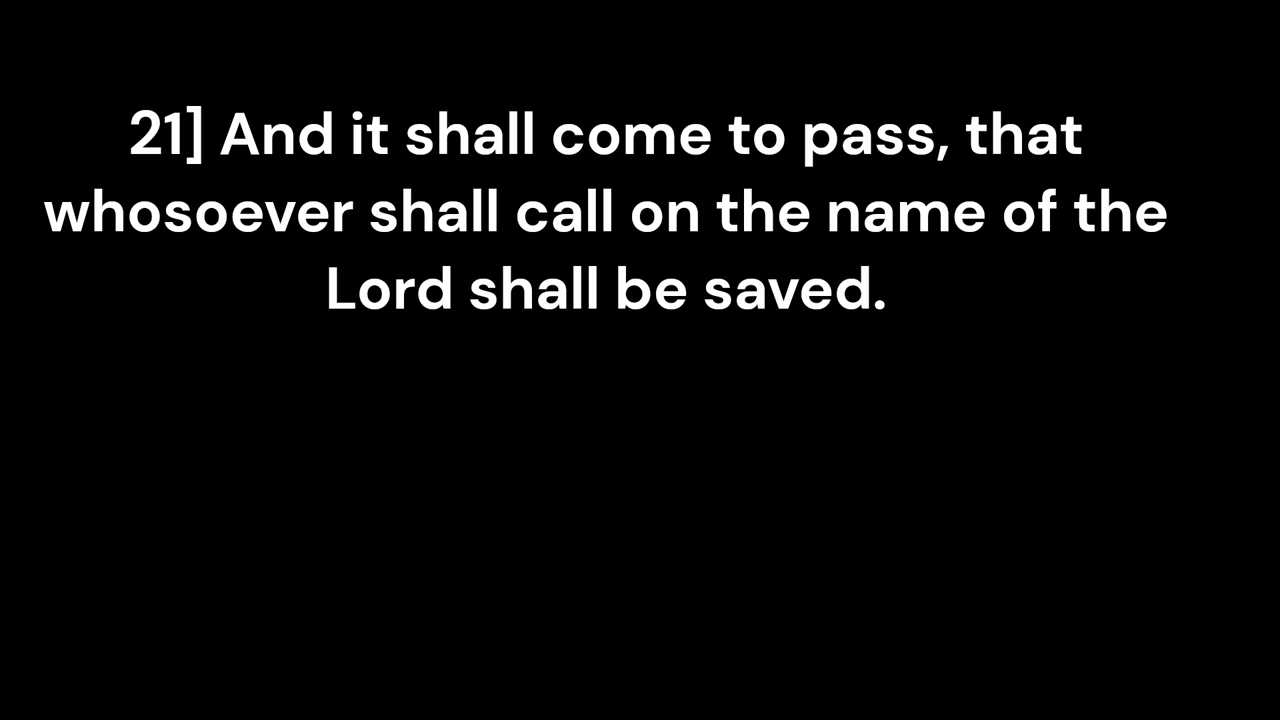 21] And it shall come to pass, that
whosoever shall call on the name of the
Lord shall be saved.